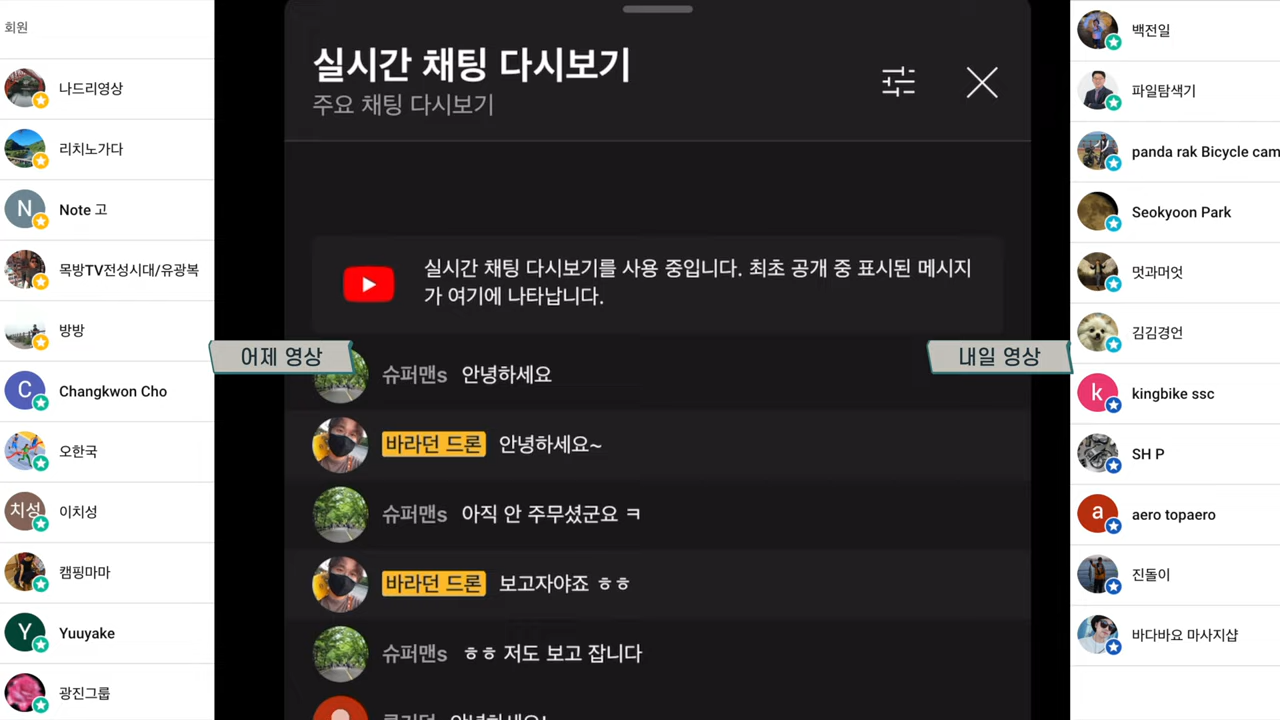 회원
나드리영상
리치노가다
N
Note 고
목방TV전성시대/유광복
방방
C
Changkwon Cho
오한국
치성
이치성
캠핑마마
Y
Yuuyake
광진그룹
실시간 채팅 다시보기
주요 채팅 다시보기
실시간 채팅 다시보기를 사용 중입니다. 최초 공개 중 표시된 메시지
가 여기에 나타납니다.
어제 영상
내일 영상
슈퍼맨s 안녕하세요
바라던 드론 안녕하세요~
슈퍼맨s 아직 안 주무셨군요 ㅋ
바라던 드론 보고자야죠 ㅎㅎ
슈퍼맨s ㅎㅎ 저도 보고 잡니다
안녕하세요!
백전일
파일탐색기
panda rak Bicycle cam
Seokyoon Park
멋과머엇
김김경언
k
kingbike ssc
SH P
a
aero topaero
진돌이
바다바요 마사지샵